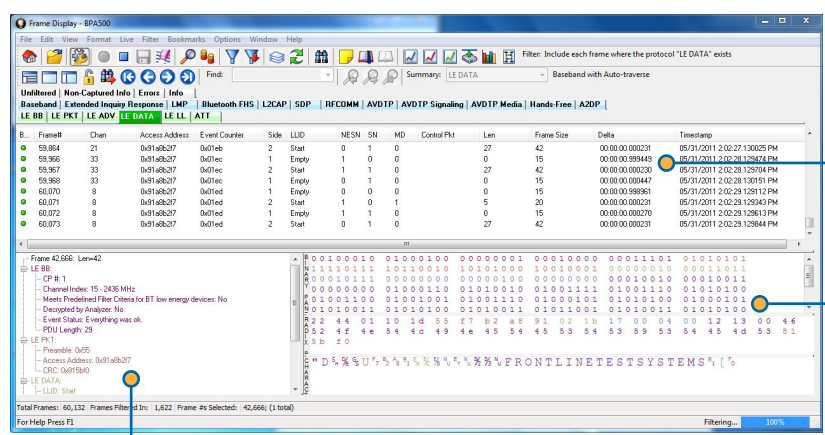 Frame Display - BPA500
File Edit View Format Live Filter Bookmarks Options Window Help
Filter: Include each frame where the protocol "LE DATA" exists
Find: Summary: LE DATA Baseband with Auto-traverse
Unfiltered Non-Captured Info Errors Info
Baseband Extended Inquiry Response LMP Bluetooth FHS L2CAP SDP RFCOMM AVDTP AVDTP Signaling AVDTP Media Hands-Free A2DP
LE BB LE PKT LE ADV LE DATA LE LL ATT
B... Frame# Chan Access Address Event Counter Side LLID NESN SN MD Control Pkt Len Frame Size Delta Timestamp
59,864 21 0x91a8b2f7 0x01eb 2 Start 0 1 0 27 42 00:00:00.000231 05/31/2011 2:02:27.130025 PM
59,966 33 0x91a8b2f7 0x01ec 1 Empty 1 0 0 0 15 00:00:00.999449 05/31/2011 2:02:28.129474 PM
59,967 33 0x91a8b2f7 0x01ec 2 Start 1 1 0 27 42 00:00:00.000230 05/31/2011 2:02:28.129704 PM
59,968 33 0x91a8b2f7 0x01ec 1 Empty 0 1 0 0 15 00:00:00.000447 05/31/2011 2:02:28.130151 PM
60,070 8 0x91a8b2f7 0x01ed 1 Empty 0 0 0 0 15 00:00:00.998961 05/31/2011 2:02:29.129112 PM
60,071 8 0x91a8b2f7 0x01ed 2 Start 1 0 1 5 20 00:00:00.000231 05/31/2011 2:02:29.129343 PM
60,072 8 0x91a8b2f7 0x01ed 1 Empty 1 1 0 0 15 00:00:00.000270 05/31/2011 2:02:29.129613 PM
60,073 8 0x91a8b2f7 0x01ed 2 Start 0 1 0 27 42 00:00:00.000231 05/31/2011 2:02:29.129844 PM
Frame 42,666: Len=42
LE BB:
CP #: 1
Channel Index: 15 - 2436 MHz
Meets Predefined Filter Criteria for BT low energy devices: No
Decrypted by Analyzer: No
Event Status: Everything was ok.
PDU Length: 29
LE PKT:
Preamble: 0x55
Access Address: 0x91a8b2f7
CRC: 0x815bf0
LE DATA:
LLID: Start
BINARY
00100010 01000100 00000001 00010000 00011101 01010101
11110111 10110010 10101000 10010001 00000010 00011011
00010111 00000000 00000100 00000000 00010010 00010011
00000000 01000110 01010010 01001111 01001110 01010100
01001100 01001001 01001110 01000101 01010100 01000101
PANE
RADIX
22 44 01 10 1d 55 f7 b2 a8 91 02 1b 17 00 04 00 12 13 00 46
52 4f 4e 54 4c 49 4e 45 54 45 53 54 53 59 53 54 45 4d 53 81
5b f0
CHARAC
FRONTLINETESTSYSTEMS
Total Frames: 60,132 Frames Filtered In: 1,622 Frame #s Selected: 42,666; (1 total)
For Help Press F1 Filtering... 100%